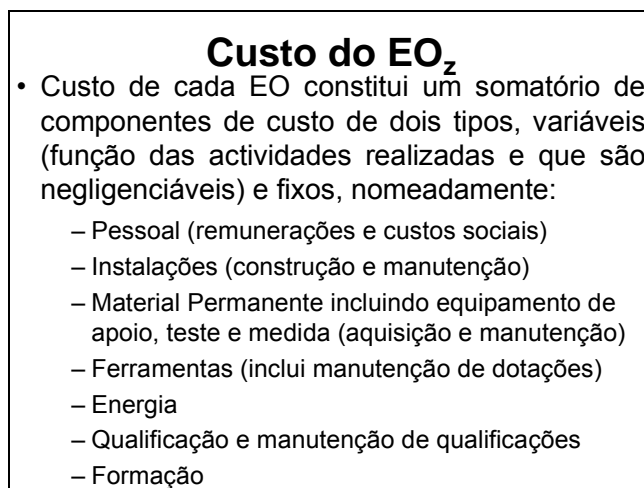 Custo do EOz
• Custo de cada EO constitui um somatório de
componentes de custo de dois tipos, variáveis
(função das actividades realizadas e que são
negligenciáveis) e fixos, nomeadamente:
– Pessoal (remunerações e custos sociais)
– Instalações (construção e manutenção)
– Material Permanente incluindo equipamento de
apoio, teste e medida (aquisição e manutenção)
– Ferramentas (inclui manutenção de dotações)
– Energia
– Qualificação e manutenção de qualificações
– Formação